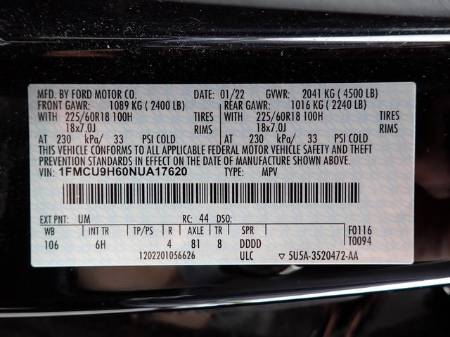 MFD. BY FORD MOTOR CO. 01/22 GVWR: 2041 KG ( 4500 LB)
FRONT GAWR: 1089 KG ( 2400 LB) REAR GAWR: 1016 KG ( 2240 LB)
WITH 225/60R18 100H TIRES WITH 225/60R18 100H TIRES
18x7.0J RIMS 18x7.0J RIMS
AT 230 kPa/ 33 PSI COLD AT 230 kPa/ 33 PSI COLD
THIS VEHICLE CONFORMS TO ALL APPLICABLE FEDERAL MOTOR VEHICLE
SAFETY AND THEFT PREVENTION STANDARDS IN EFFECT ON THE DATE OF MANUFACTURE SHOWN ABOVE.
VIN: 1FMCU9H60NUA17620 TYPE: MPV
EXT PNT: UM RC: 44 DSO: F0116
WB INT TR TP/PS R AXLE TR SPR T0094
106 6H 4 81 8 DDDD
1202201056626 ULC 5U5A-3520472-AA